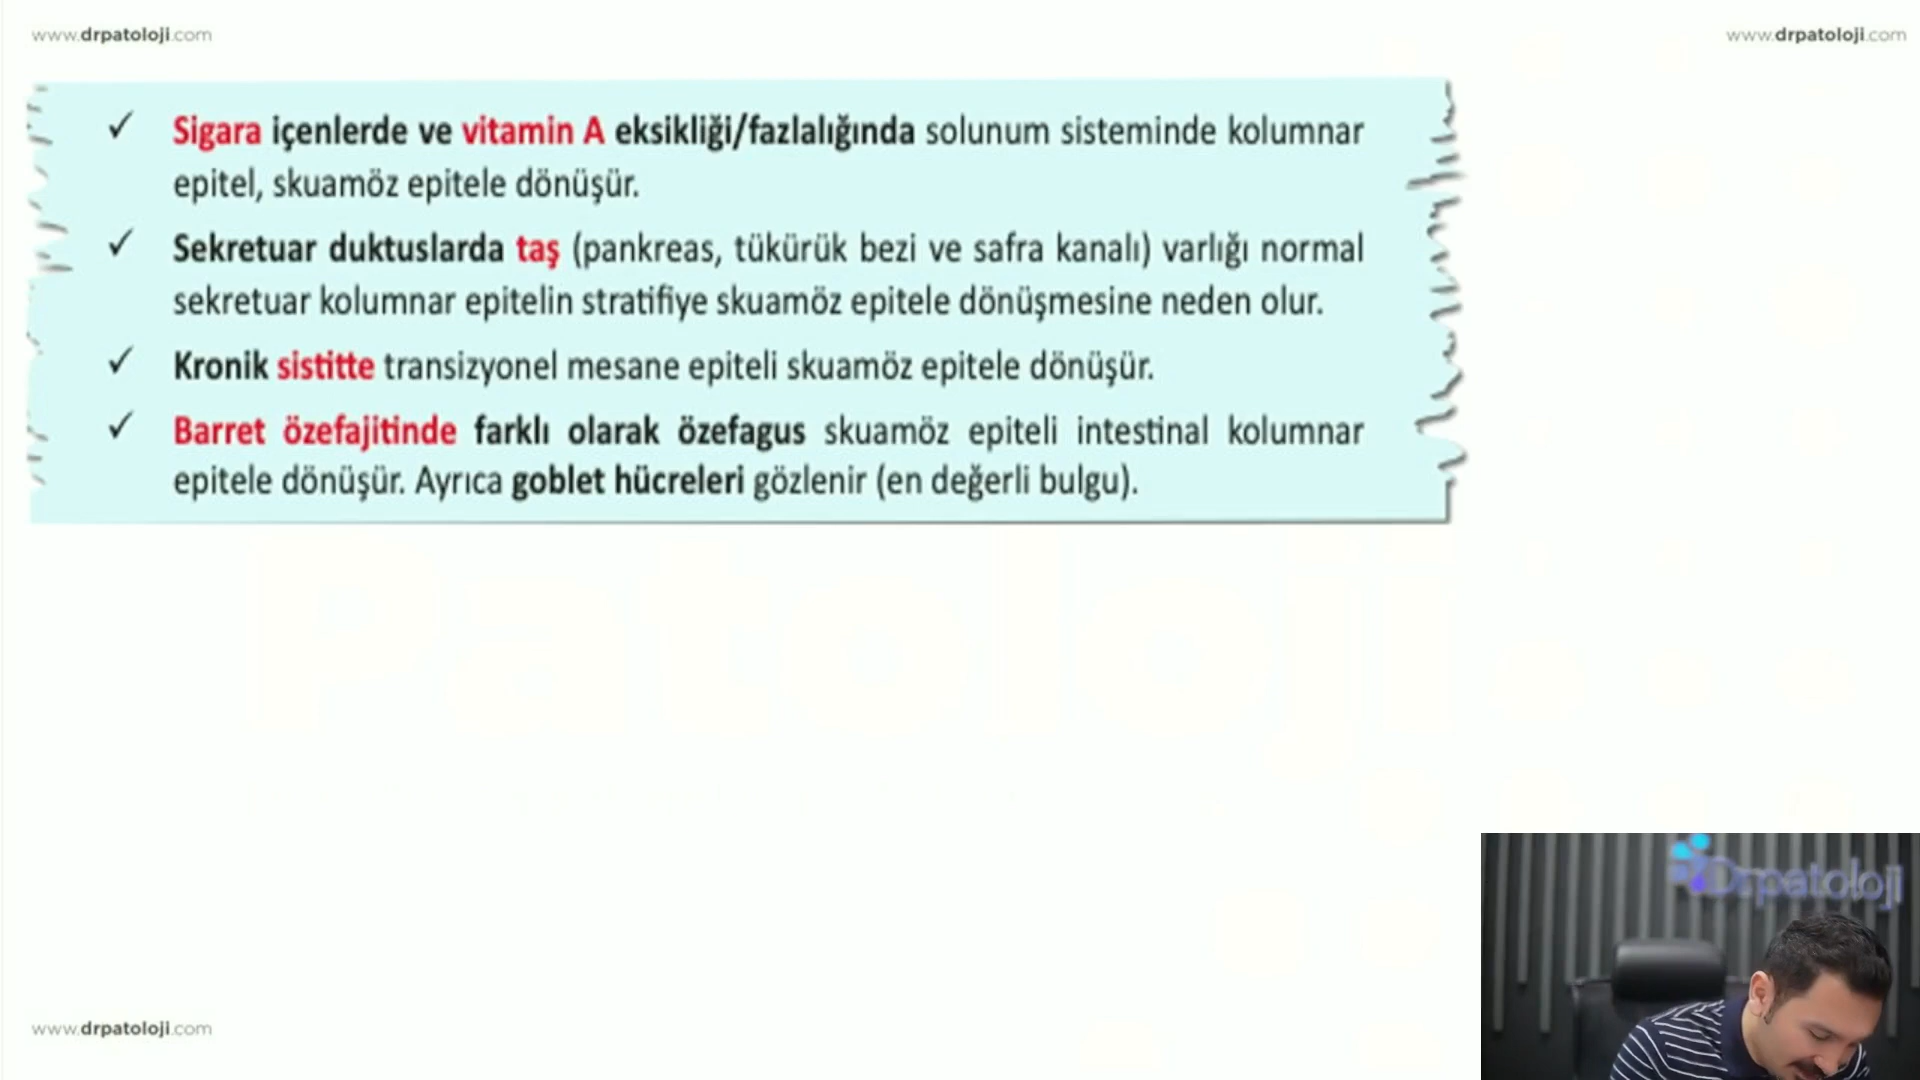 www.drpatoloji.com
www.drpatoloji.com
✓ Sigara içenlerde ve vitamin A eksikliği/fazlalığında solunum sisteminde kolumnar
epitel, skuamöz epitele dönüşür.
✓ Sekretuar duktuslarda taş (pankreas, tükürük bezi ve safra kanalı) varlığı normal
sekretuar kolumnar epitelin stratifiye skuamöz epitele dönüşmesine neden olur.
✓ Kronik sistitte transizyonel mesane epiteli skuamöz epitele dönüşür.
✓ Barret özefajitinde farklı olarak özefagus skuamöz epiteli intestinal kolumnar
epitele dönüşür. Ayrıca goblet hücreleri gözlenir (en değerli bulgu).
Drpatoloji
www.drpatoloji.com